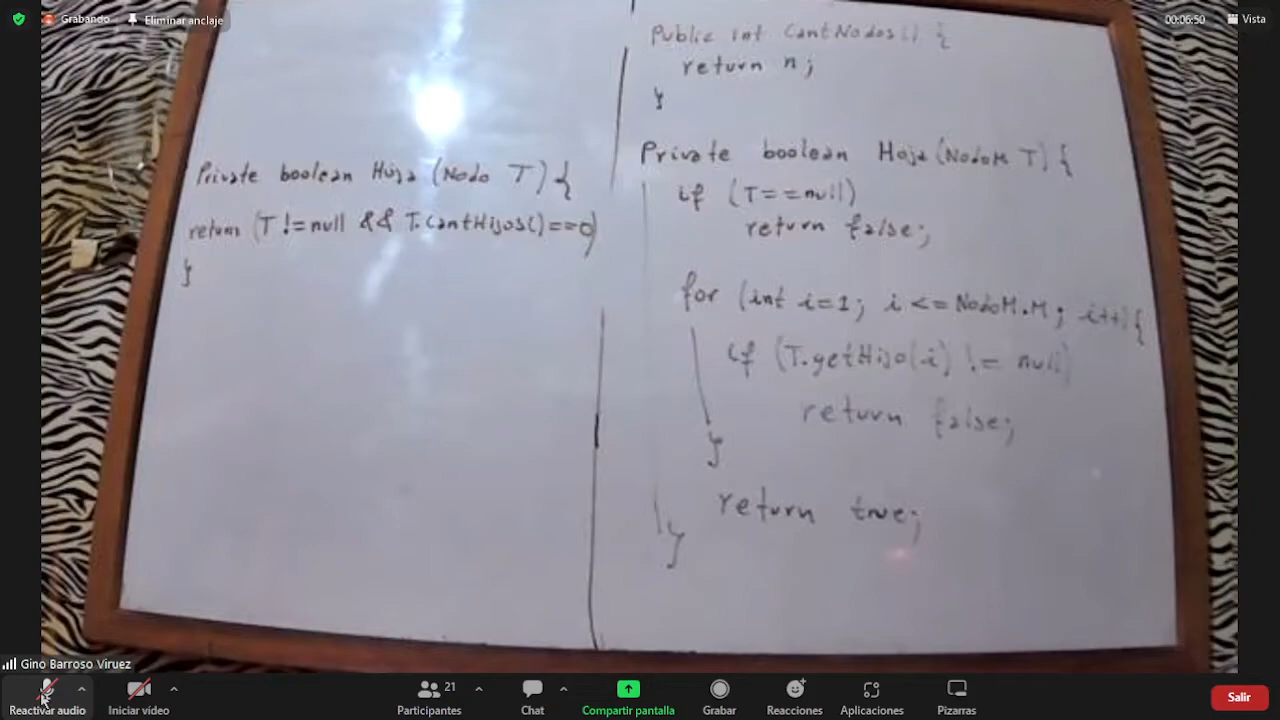 Grabando
Eliminar anclaje
00:06:50
Vista
Private boolean Hoja (Nodo T) {
return (T != null && T.CantHijos() == 0)
}
Public int CantNodos() {
return n;
}
Private boolean Hoja (NodoM T) {
if (T == null)
return false;
for (int i=1; i <= NodoM.M; i++) {
if (T.getHijo(i) != null)
return false;
}
return true;
}
Gino Barroso Viruez
Reactivar audio
Iniciar vídeo
21
Participantes
Chat
Compartir pantalla
Grabar
Reacciones
Aplicaciones
Pizarras
Salir